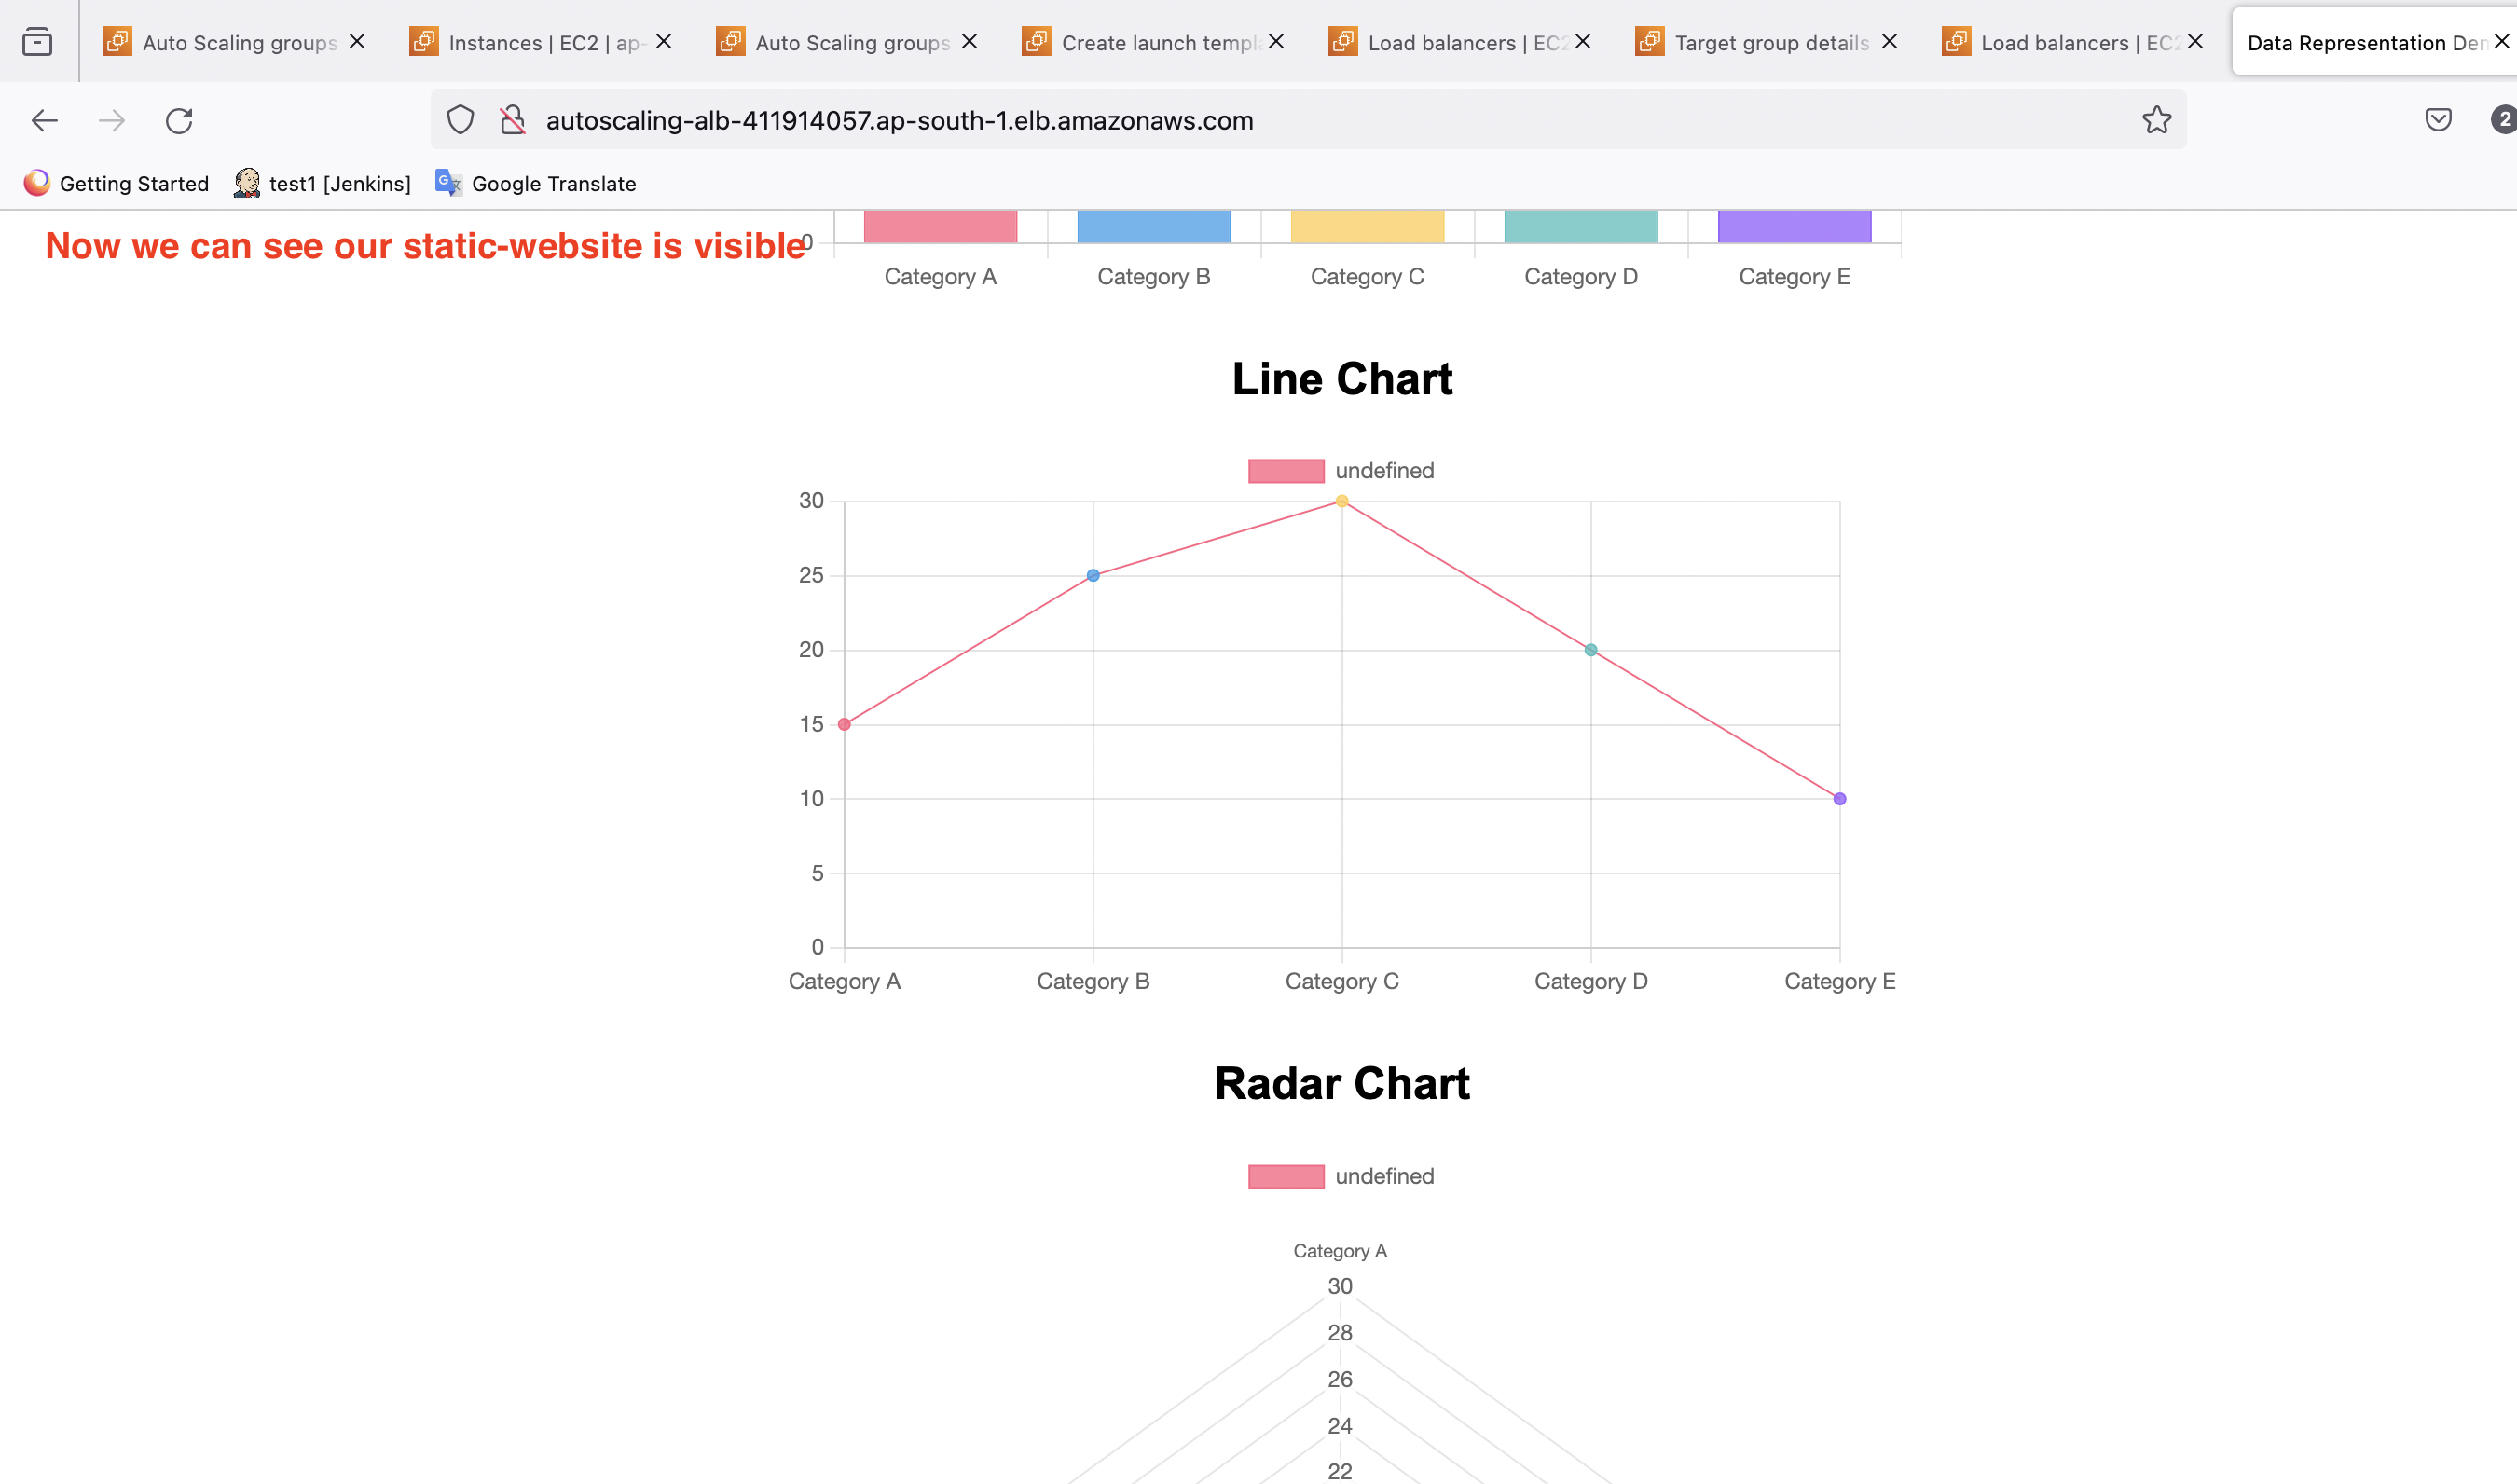 Auto Scaling groups
Instances | EC2 | ap-
Auto Scaling groups
Create launch templa
Load balancers | EC2
Target group details
Load balancers | EC2
Data Representation Dem
autoscaling-alb-411914057.ap-south-1.elb.amazonaws.com
2
Getting Started
test1 [Jenkins]
Google Translate
Now we can see our static-website is visible
0
Category A
Category B
Category C
Category D
Category E
Line Chart
undefined
30
25
20
15
10
5
0
Category A
Category B
Category C
Category D
Category E
Radar Chart
undefined
Category A
30
28
26
24
22